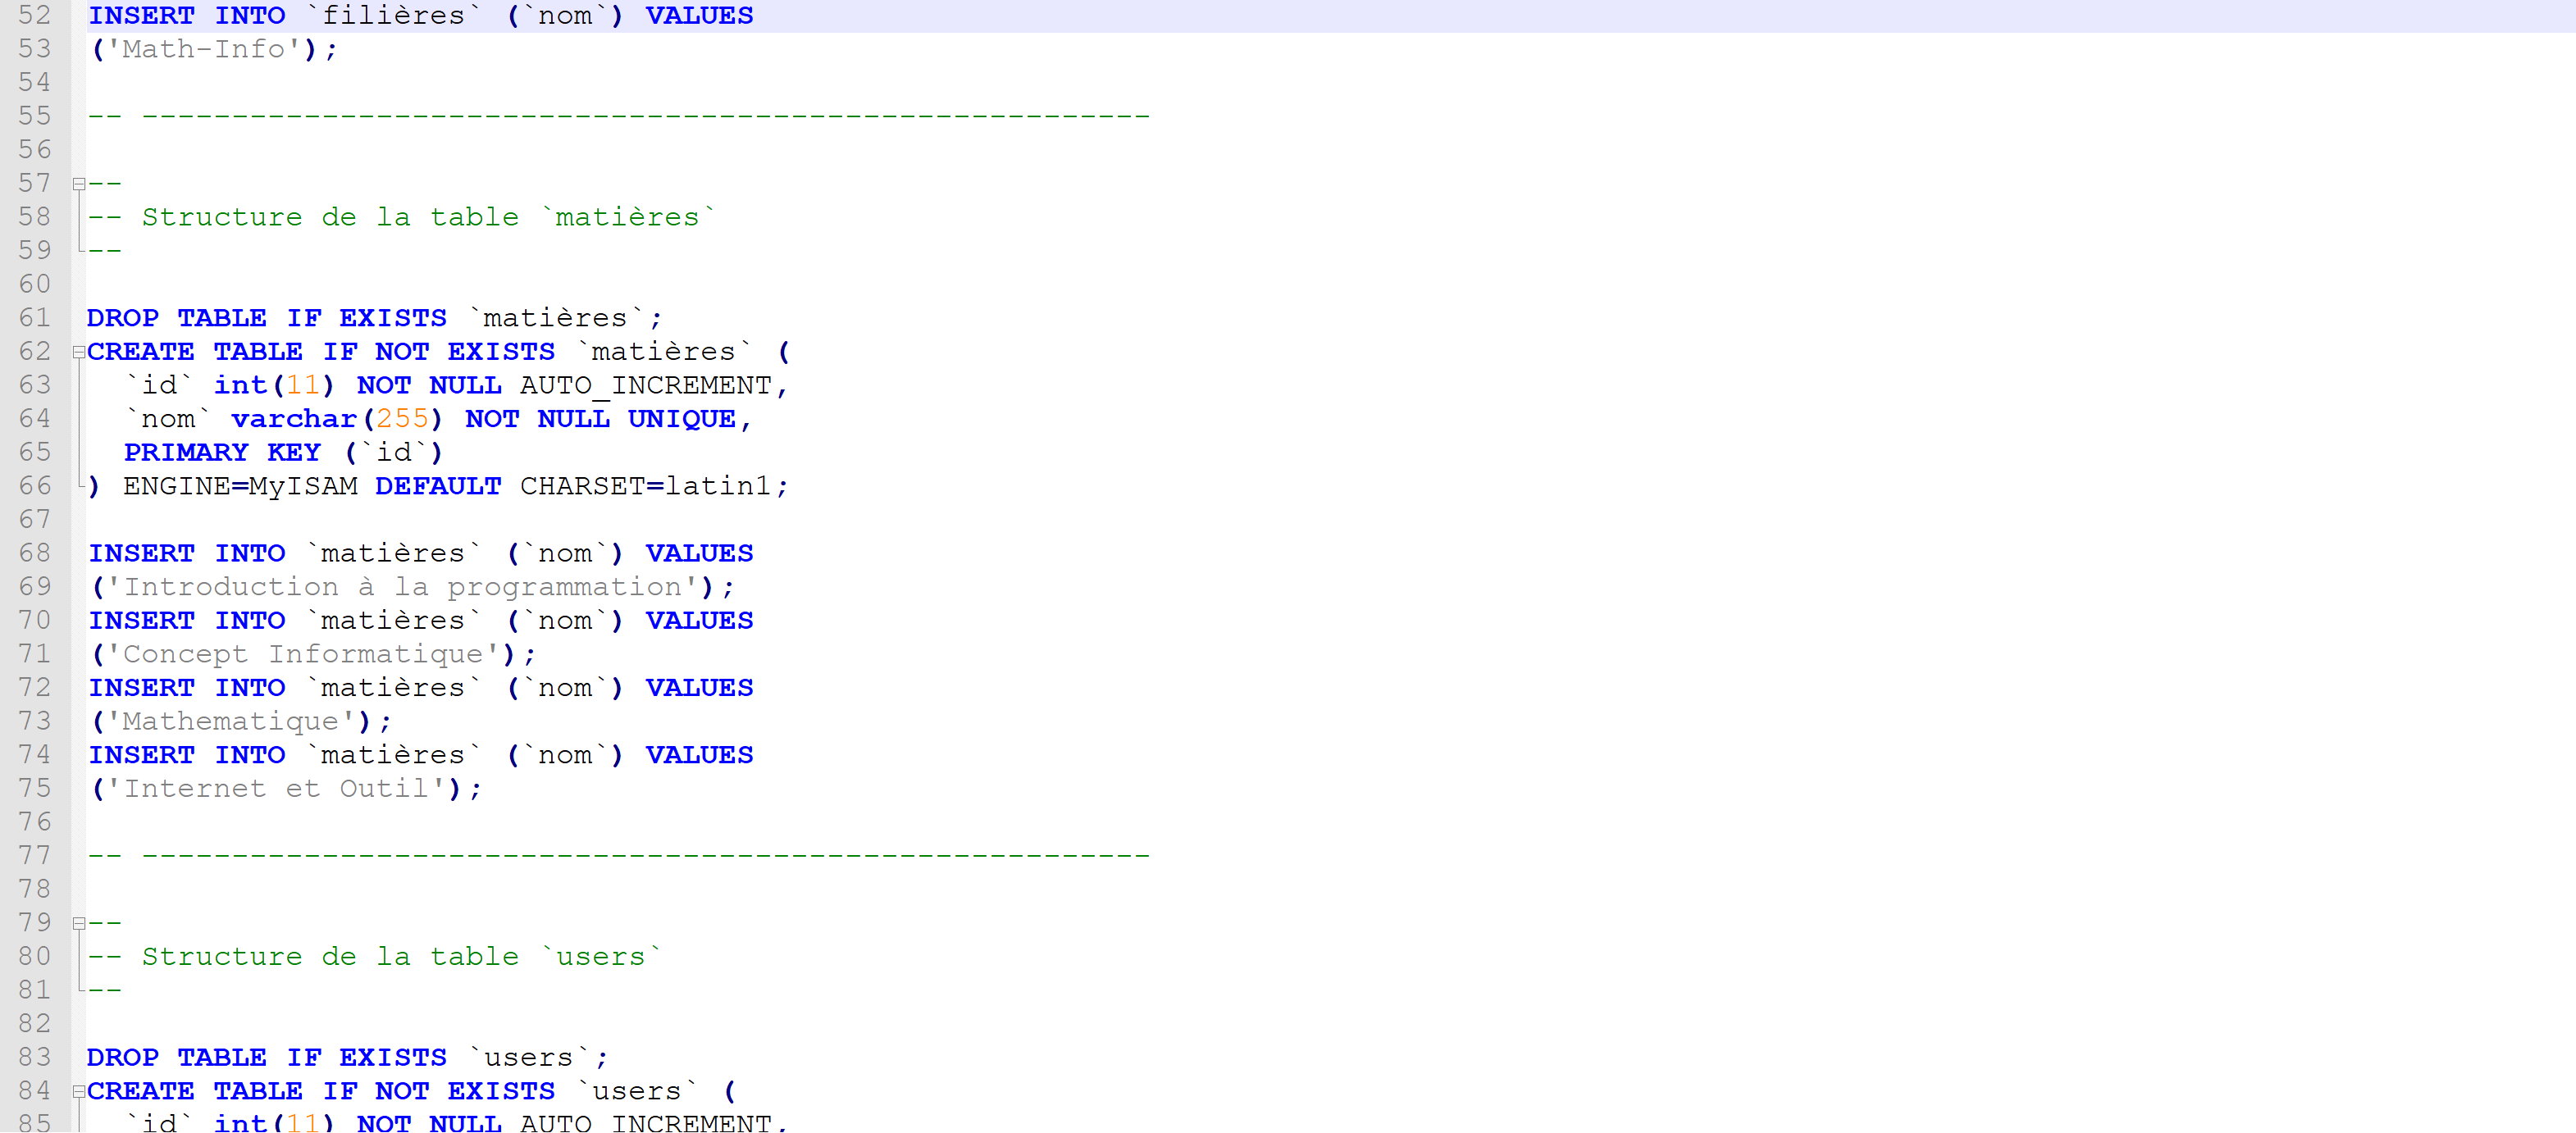 52 INSERT INTO `filières` (`nom`) VALUES
53 ('Math-Info');
54
55 -- --------------------------------------------------------
56
57 --
58 -- Structure de la table `matières`
59 --
60
61 DROP TABLE IF EXISTS `matières`;
62 CREATE TABLE IF NOT EXISTS `matières` (
63   `id` int(11) NOT NULL AUTO_INCREMENT,
64   `nom` varchar(255) NOT NULL UNIQUE,
65   PRIMARY KEY (`id`)
66 ) ENGINE=MyISAM DEFAULT CHARSET=latin1;
67
68 INSERT INTO `matières` (`nom`) VALUES
69 ('Introduction à la programmation');
70 INSERT INTO `matières` (`nom`) VALUES
71 ('Concept Informatique');
72 INSERT INTO `matières` (`nom`) VALUES
73 ('Mathematique');
74 INSERT INTO `matières` (`nom`) VALUES
75 ('Internet et Outil');
76
77 -- --------------------------------------------------------
78
79 --
80 -- Structure de la table `users`
81 --
82
83 DROP TABLE IF EXISTS `users`;
84 CREATE TABLE IF NOT EXISTS `users` (
85   `id` int(11) NOT NULL AUTO_INCREMENT,